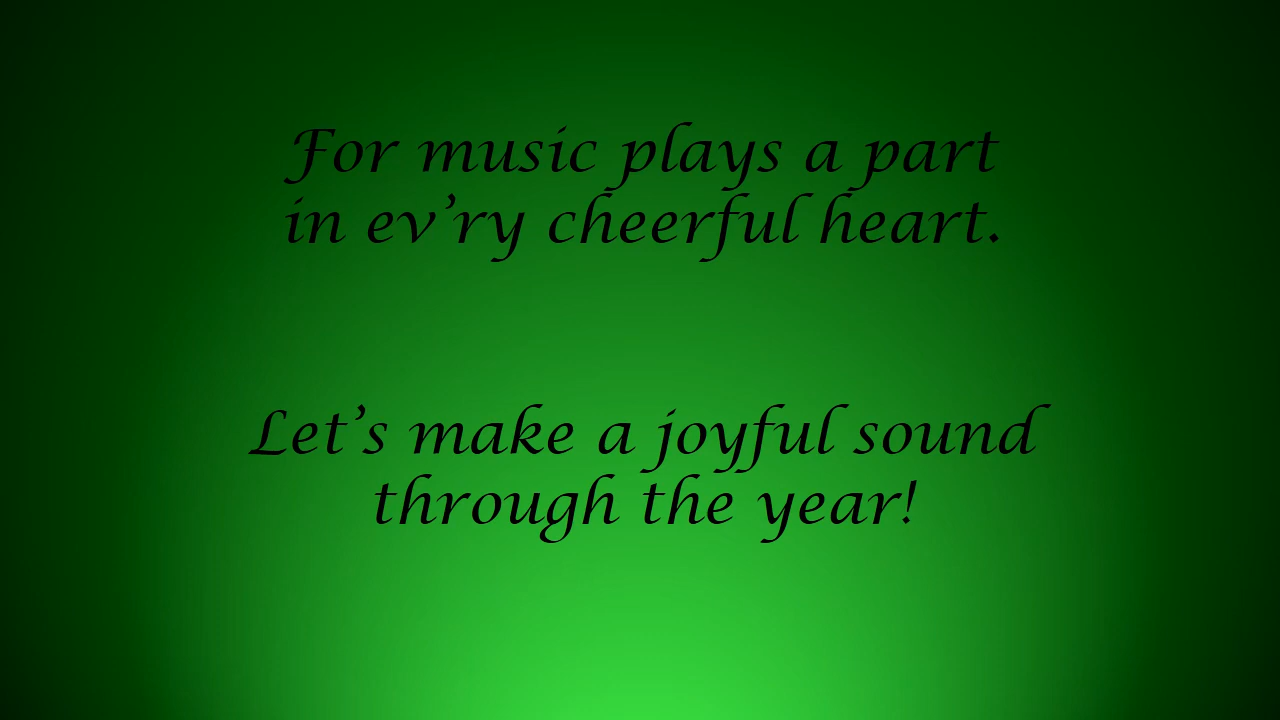 For music plays a part
in ev’ry cheerful heart.
Let’s make a joyful sound
through the year!